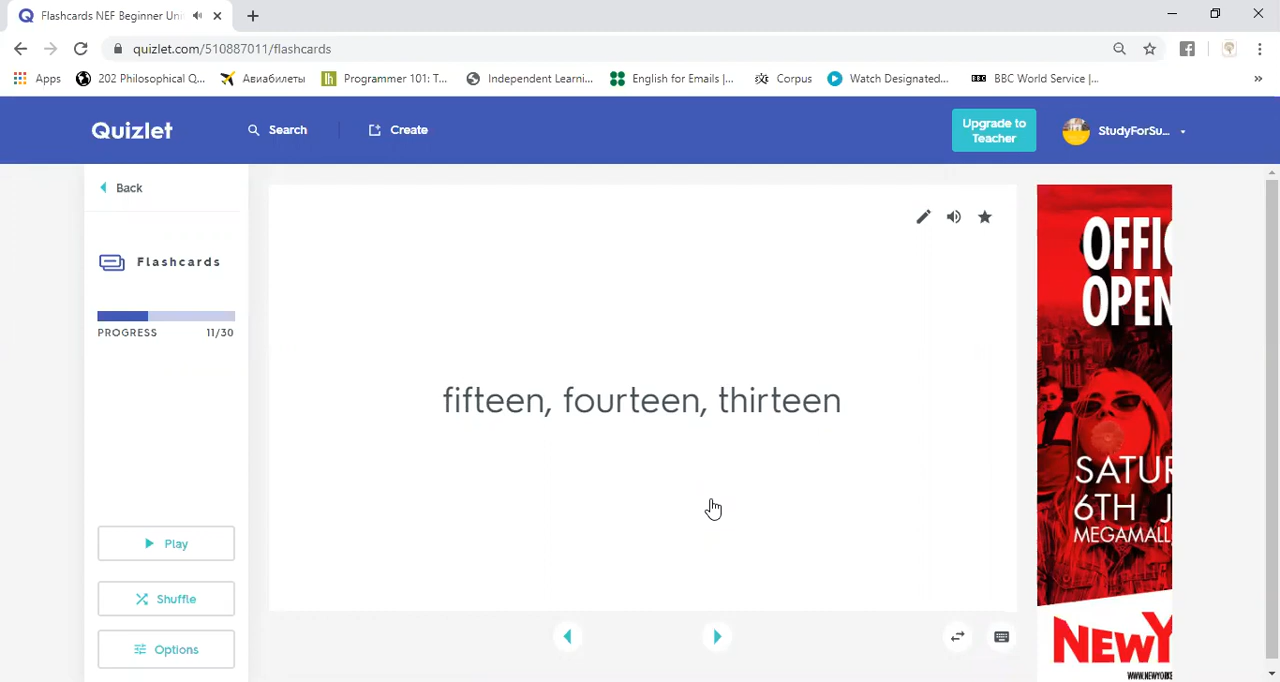 Flashcards NEF Beginner Uni
quizlet.com/510887011/flashcards
Apps
202 Philosophical Q...
Авиабилеты
Programmer 101: T...
Independent Learni...
English for Emails |...
Corpus
Watch Designated...
BBC World Service |...
»
Quizlet
Search
Create
Upgrade to
Teacher
StudyForSu...
Back
Flashcards
PROGRESS 11/30
fifteen, fourteen, thirteen
Play
Shuffle
Options
OFFIC
OPEN
SATUR
6TH J
MEGAMALL,
NEWY